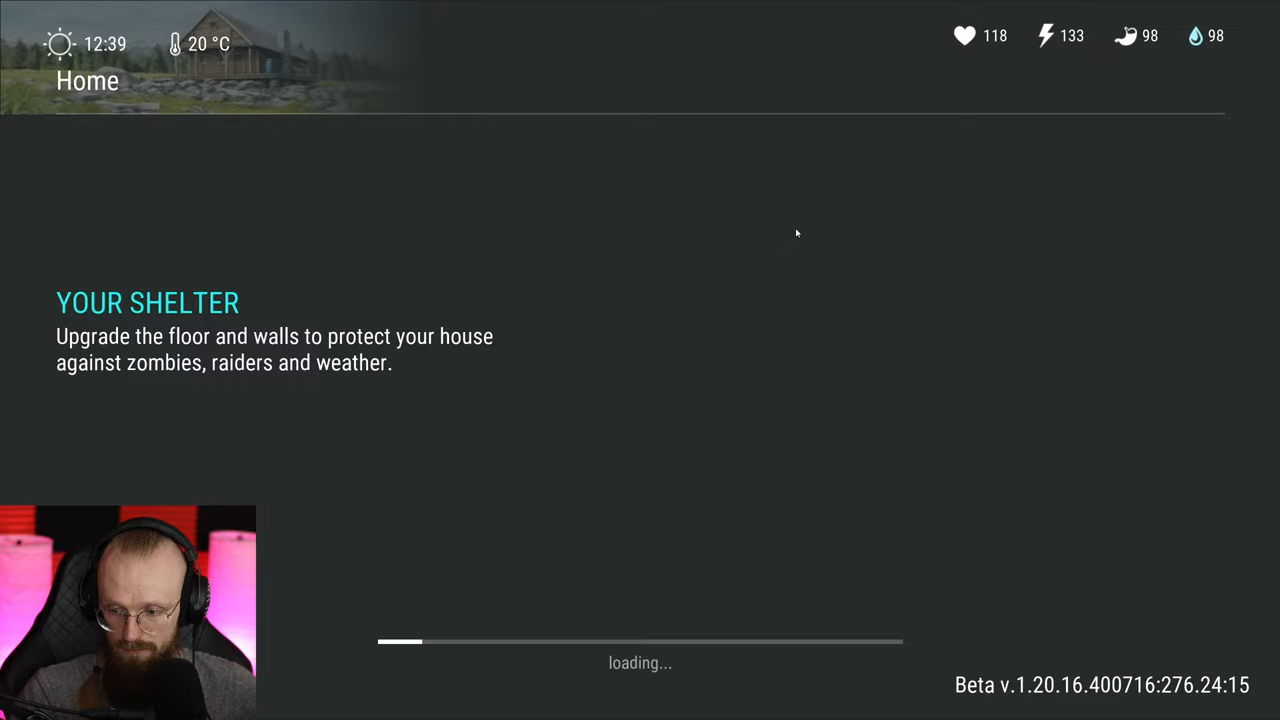 12:39 20 °C 118 133 98 98
Home
YOUR SHELTER
Upgrade the floor and walls to protect your house
against zombies, raiders and weather.
loading...
Beta v.1.20.16.400716:276.24:15